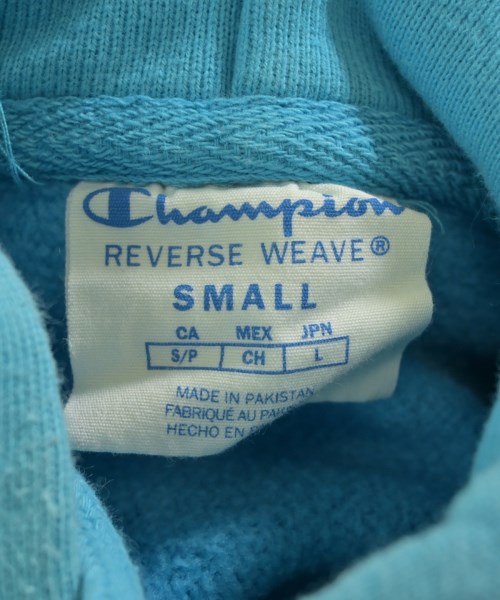 Champion
REVERSE WEAVE®
SMALL
CA MEX JPN
S/P CH L
MADE IN PAKISTAN
FABRIQUÉ AU
HECHO EN